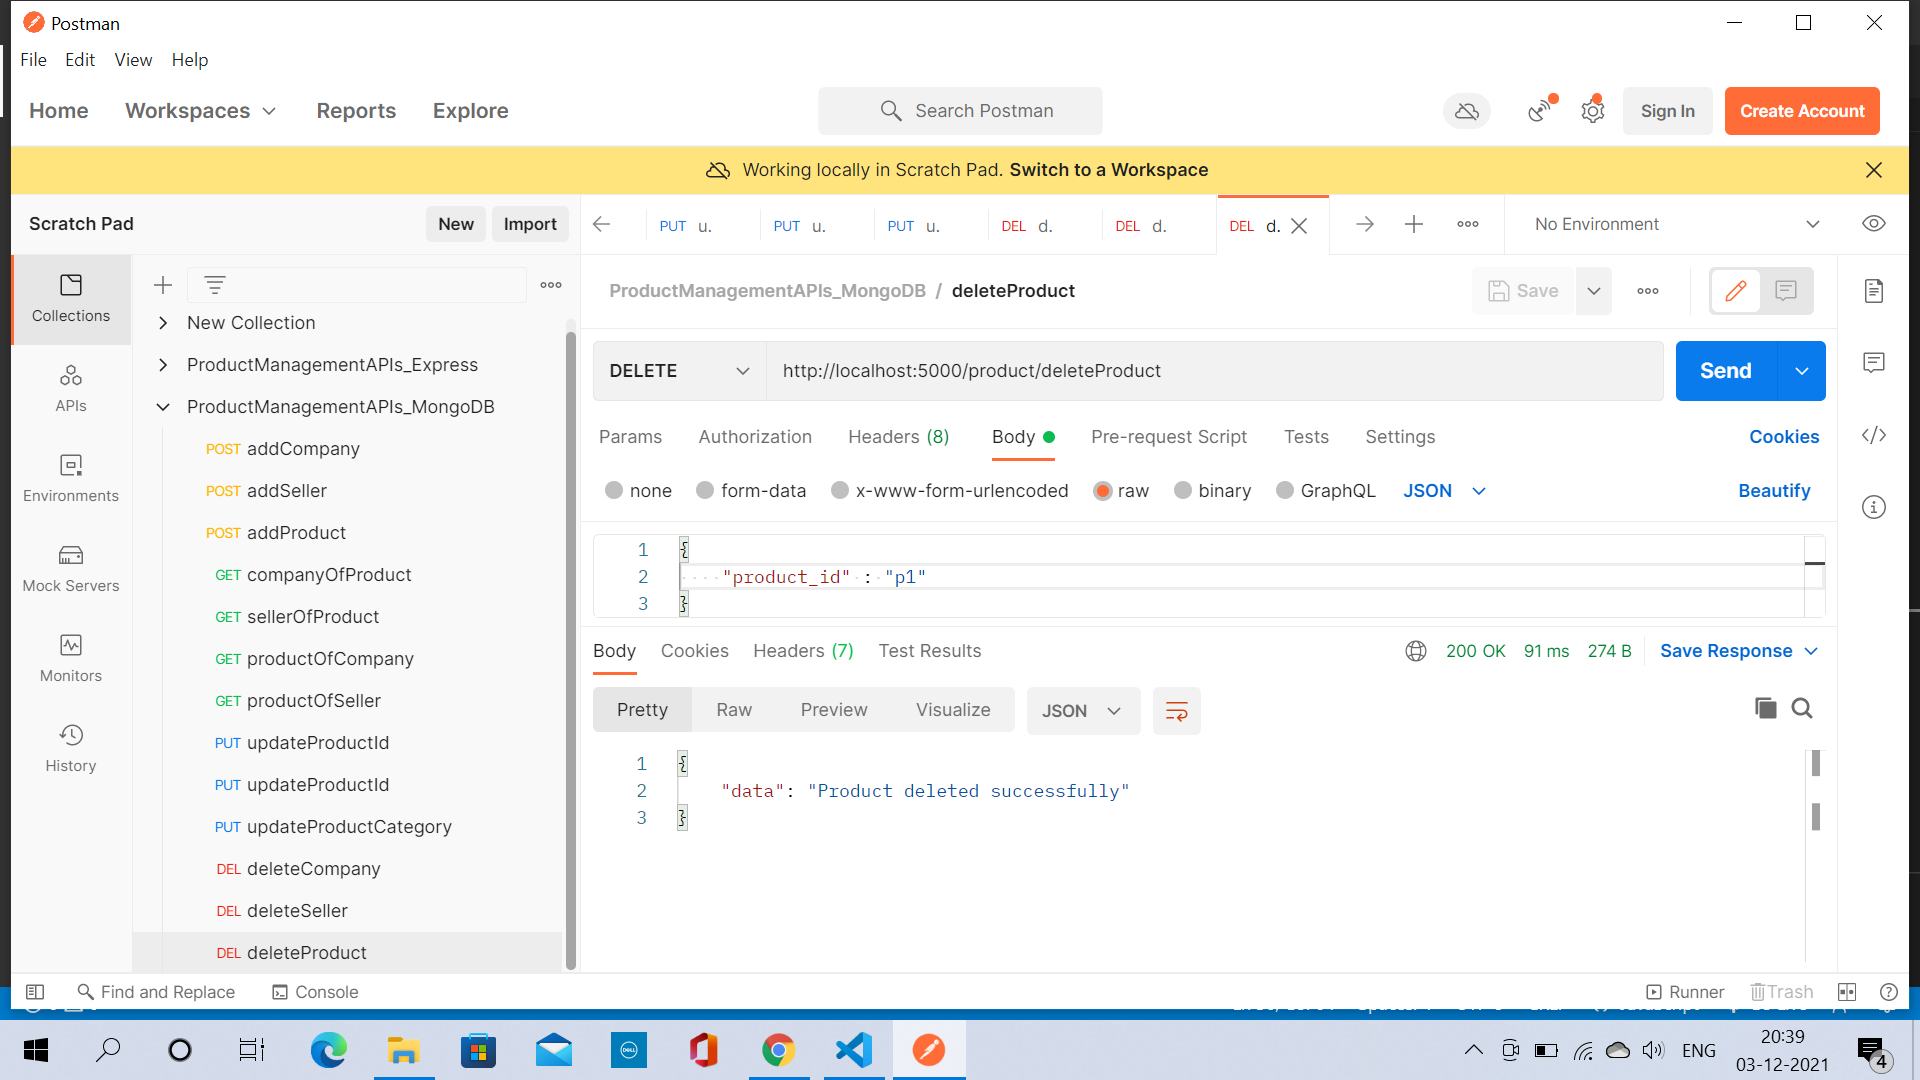 Postman
File Edit View Help
Home Workspaces Reports Explore Search Postman Sign In Create Account
Working locally in Scratch Pad. Switch to a Workspace
Scratch Pad New Import PUT u. PUT u. PUT u. DEL d. DEL d. DEL d. No Environment
ProductManagementAPIs_MongoDB / deleteProduct Save
Collections
New Collection
ProductManagementAPIs_Express
ProductManagementAPIs_MongoDB
POST addCompany
POST addSeller
POST addProduct
GET companyOfProduct
GET sellerOfProduct
GET productOfCompany
GET productOfSeller
PUT updateProductId
PUT updateProductId
PUT updateProductCategory
DEL deleteCompany
DEL deleteSeller
DEL deleteProduct
APIs
Environments
Mock Servers
Monitors
History
DELETE http://localhost:5000/product/deleteProduct Send
Params Authorization Headers (8) Body Pre-request Script Tests Settings Cookies
none form-data x-www-form-urlencoded raw binary GraphQL JSON Beautify
1 {
2 "product_id" : "p1"
3 }
Body Cookies Headers (7) Test Results 200 OK 91 ms 274 B Save Response
Pretty Raw Preview Visualize JSON
1 {
2 "data": "Product deleted successfully"
3 }
Find and Replace Console Runner Trash
ENG 20:39
03-12-2021 4